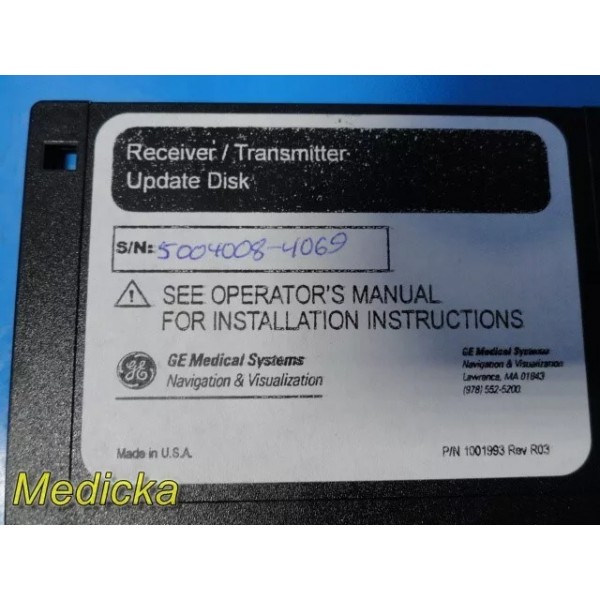 Receiver / Transmitter
Update Disk
S/N: 5004008-4069
SEE OPERATOR'S MANUAL
FOR INSTALLATION INSTRUCTIONS
GE
GE Medical Systems
Navigation & Visualization
GE Medical Systems
Navigation & Visualization
Lawrence, MA 01843
(978) 552-5200
Made in U.S.A.
P/N 1001993 Rev R03
Medicka